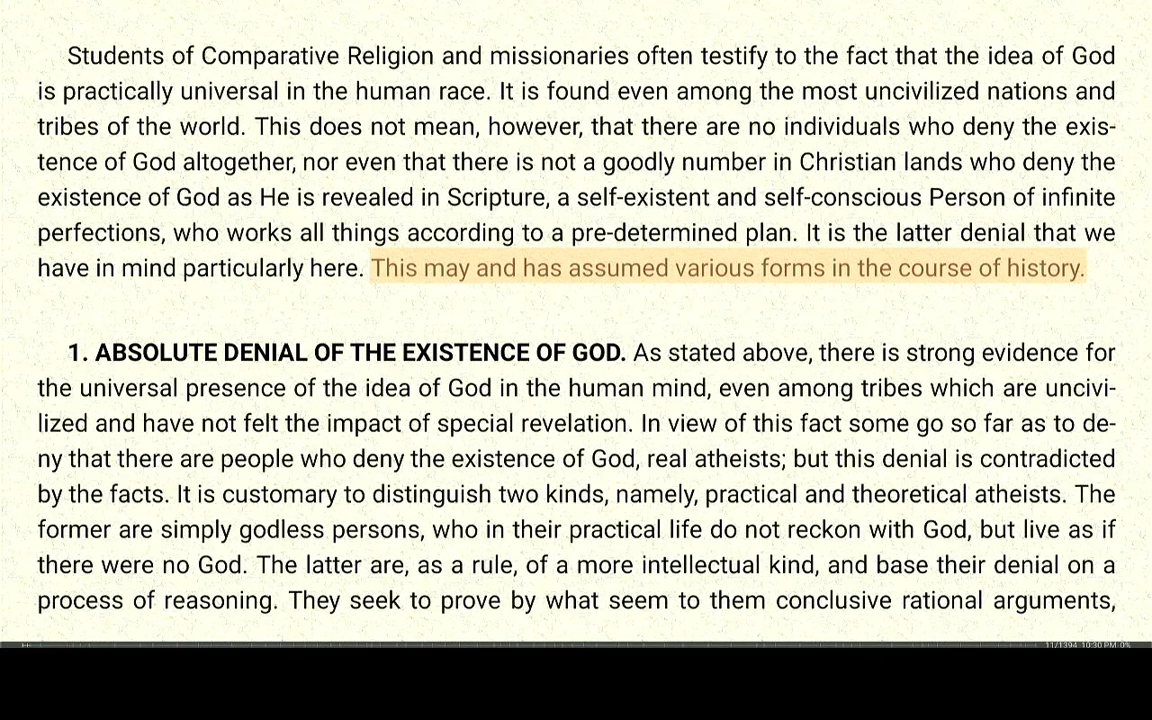 Students of Comparative Religion and missionaries often testify to the fact that the idea of God
is practically universal in the human race. It is found even among the most uncivilized nations and
tribes of the world. This does not mean, however, that there are no individuals who deny the exis-
tence of God altogether, nor even that there is not a goodly number in Christian lands who deny the
existence of God as He is revealed in Scripture, a self-existent and self-conscious Person of infinite
perfections, who works all things according to a pre-determined plan. It is the latter denial that we
have in mind particularly here. This may and has assumed various forms in the course of history.
1. ABSOLUTE DENIAL OF THE EXISTENCE OF GOD. As stated above, there is strong evidence for
the universal presence of the idea of God in the human mind, even among tribes which are uncivi-
lized and have not felt the impact of special revelation. In view of this fact some go so far as to de-
ny that there are people who deny the existence of God, real atheists; but this denial is contradicted
by the facts. It is customary to distinguish two kinds, namely, practical and theoretical atheists. The
former are simply godless persons, who in their practical life do not reckon with God, but live as if
there were no God. The latter are, as a rule, of a more intellectual kind, and base their denial on a
process of reasoning. They seek to prove by what seem to them conclusive rational arguments,
11/1394 10:30 PM 0%